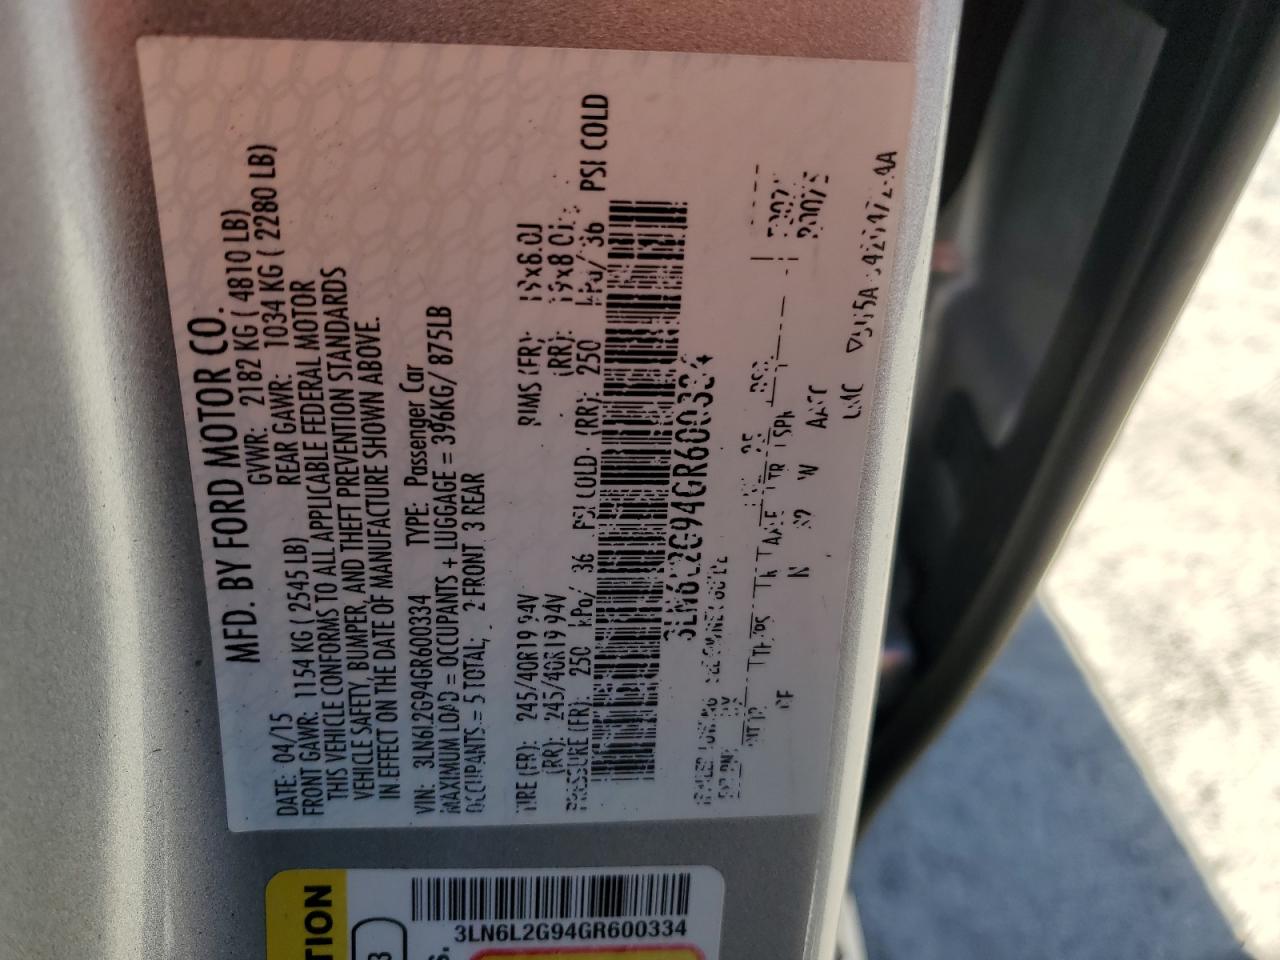 MFD. BY FORD MOTOR CO.
DATE: 04/15 GVWR: 2182 KG ( 4810 LB)
FRONT GAWR: 1154 KG ( 2545 LB) REAR GAWR: 1034 KG ( 2280 LB)
THIS VEHICLE CONFORMS TO ALL APPLICABLE FEDERAL MOTOR
VEHICLE SAFETY, BUMPER, AND THEFT PREVENTION STANDARDS
IN EFFECT ON THE DATE OF MANUFACTURE SHOWN ABOVE.
VIN: 3LN6L2G94GR600334 TYPE: Passenger Car
MAXIMUM LOAD = OCCUPANTS + LUGGAGE = 396KG/ 875LB
OCCUPANTS = 5 TOTAL; 2 FRONT 3 REAR
TIRE (FR): 245/40R19 94V RIMS (FR):
(RR): 245/40R19 94V (RR):
PRESSURE (FR): 250 kPa/ 36 PSI COLD (RR): 250 kPa/ 36 PSI COLD
3LN6L2G94GR600334
TION
3LN6L2G94GR600334